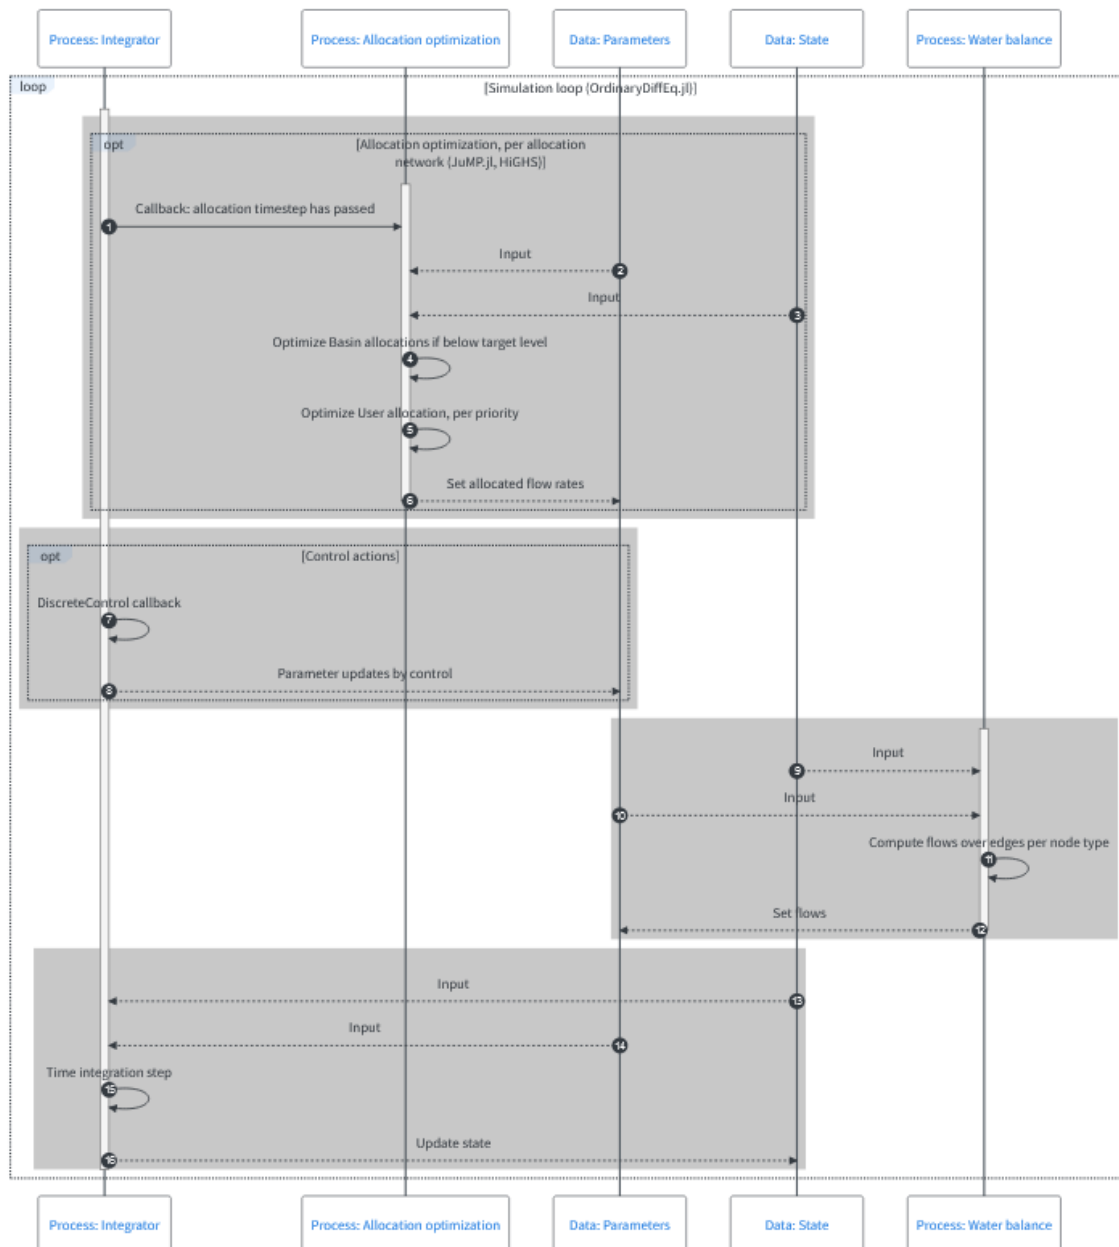 Process: Integrator
Process: Allocation optimization
Data: Parameters
Data: State
Process: Water balance
loop
[Simulation loop (OrdinaryDiffEq.jl)]
opt
[Allocation optimization, per allocation
network (JuMP.jl, HiGHS)]
Callback: allocation timestep has passed
1
Input
2
Input
3
Optimize Basin allocations if below target level
4
Optimize User allocation, per priority
5
Set allocated flow rates
6
opt
[Control actions]
DiscreteControl callback
7
Parameter updates by control
8
Input
9
Input
10
Compute flows over edges per node type
11
Set flows
12
Input
13
Input
14
Time integration step
15
Update state
16
Process: Integrator
Process: Allocation optimization
Data: Parameters
Data: State
Process: Water balance